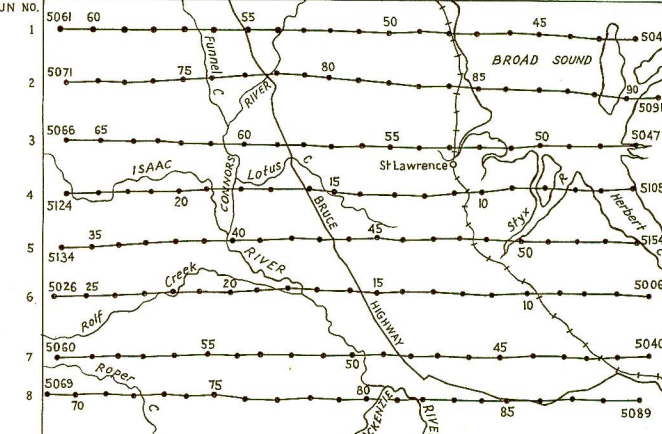 UN NO.
1 5061 60 55 50 45 504
BROAD SOUND
Funnel C
2 5071 75 80 85 90 5091
RIVER
3 5066 65 60 55 50 5047
St Lawrence
ISAAC
CONNORS
Lotus C
4 5124 20 15 10 5105
BRUCE
Styx R
Herbert C
5 5134 35 40 45 50 5154
RIVER
Rolf Creek
6 5026 25 20 15 10 5006
HIGHWAY
7 5060 55 50 45 5040
Roper C
8 5069 70 75 80 85 5089
CKENZIE RIVE